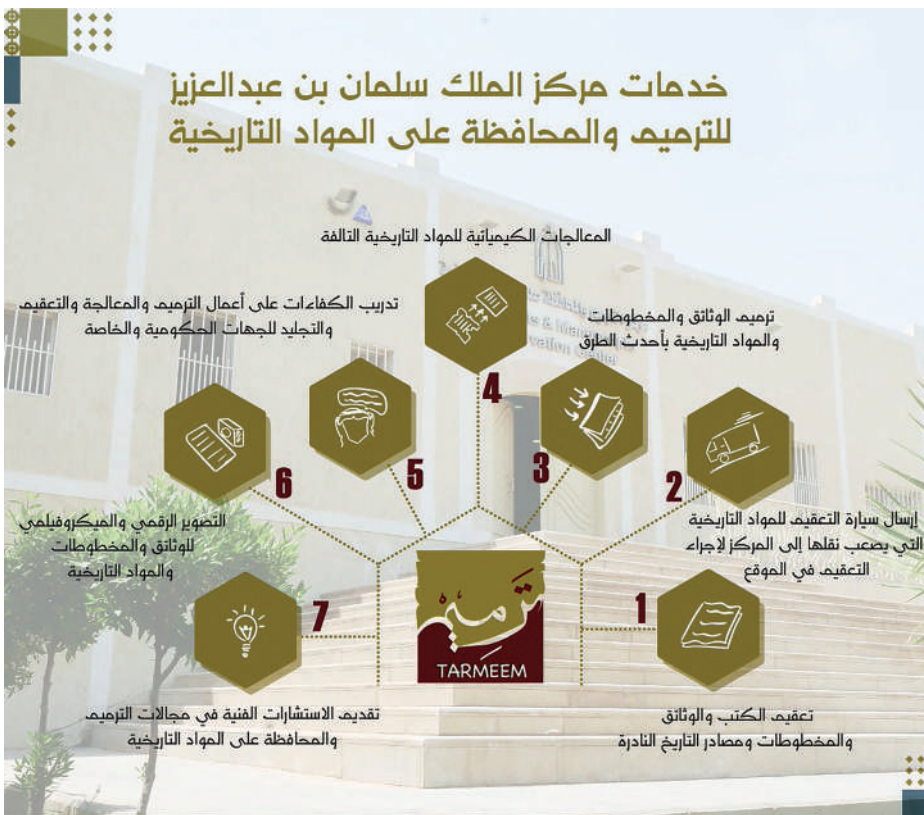 خدمات مركز الملك سلمان بن عبدالعزيز
للترميم والمحافظة على المواد التاريخية
1
تعقيم الكتب والوثائق
والمخطوطات ومصادر التاريخ النادرة
2
إرسال سيارة التعقيم للمواد التاريخية
التي يصعب نقلها إلى المركز لإجراء
التعقيم في الموقع
3
ترميم الوثائق والمخطوطات
والمواد التاريخية بأحدث الطرق
4
المعالجات الكيميائية للمواد التاريخية التالفة
5
تدريب الكفاءات على أعمال الترميم والمعالجة والتعقيم
والتجليد للجهات الحكومية والخاصة
6
التصوير الرقمي والميكروفيلمي
للوثائق والمخطوطات
والمواد التاريخية
7
تقديم الاستشارات الفنية في مجالات الترميم
والمحافظة على المواد التاريخية
ترميم
TARMEEM